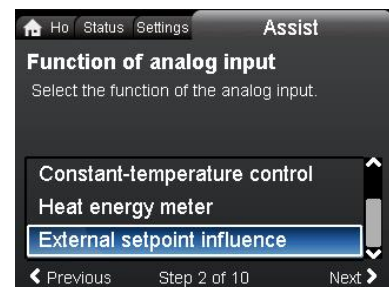 Ho Status Settings Assist
Function of analog input
Select the function of the analog input.
Constant-temperature control
Heat energy meter
External setpoint influence
Previous Step 2 of 10 Next